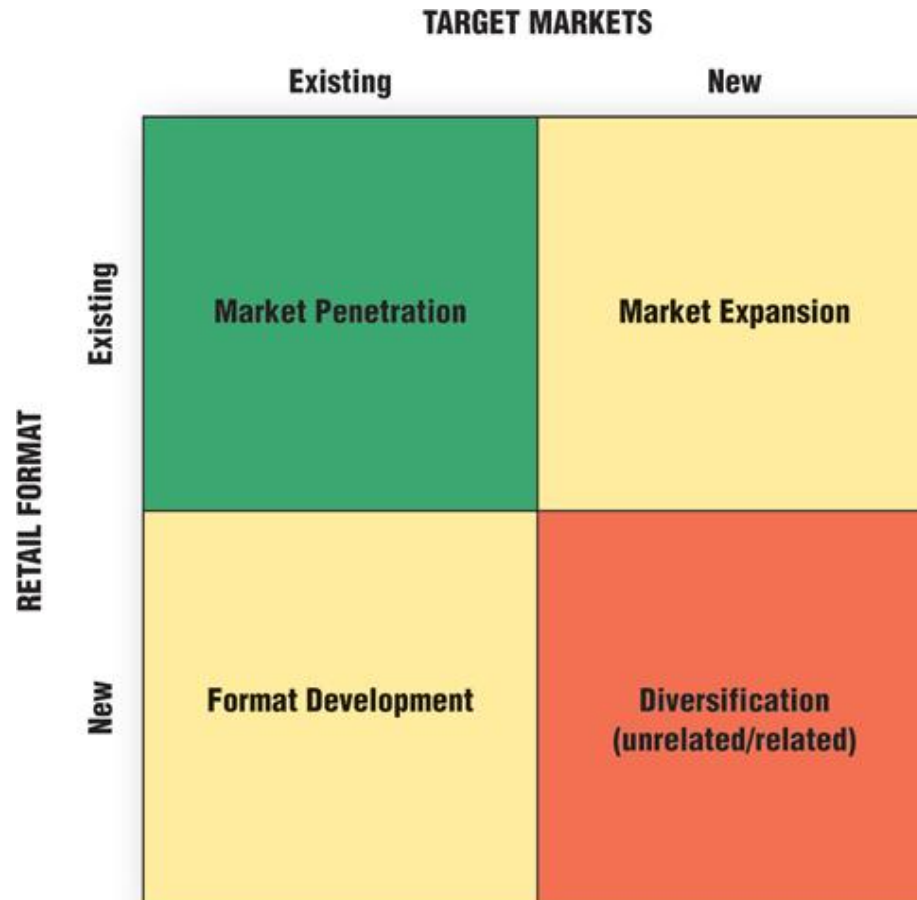 TARGET MARKETS
Existing
New
RETAIL FORMAT
Existing
Market Penetration
Market Expansion
New
Format Development
Diversification
(unrelated/related)